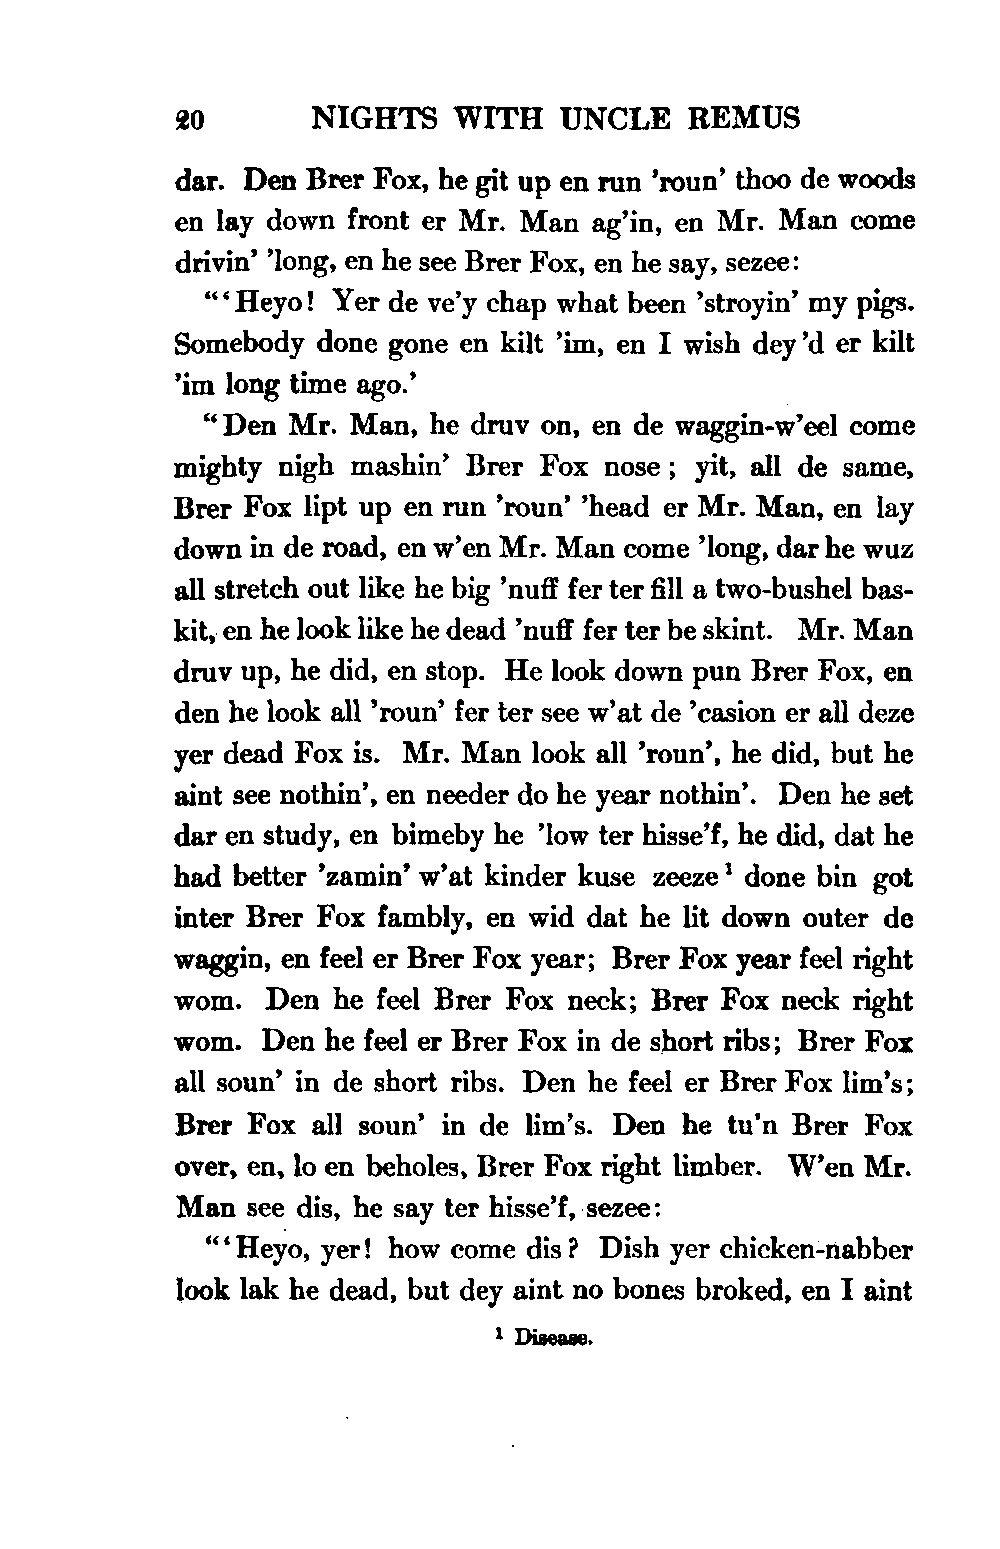 20 NIGHTS WITH UNCLE REMUS
dar. Den Brer Fox, he git up en run 'roun' thoo de woods
en lay down front er Mr. Man ag'in, en Mr. Man come
drivin' 'long, en he see Brer Fox, en he say, sezee:
"'Heyo! Yer de ve'y chap what been 'stroyin' my pigs.
Somebody done gone en kilt 'im, en I wish dey 'd er kilt
'im long time ago.'
"Den Mr. Man, he druv on, en de waggin-w'eel come
mighty nigh mashin' Brer Fox nose; yit, all de same,
Brer Fox lipt up en run 'roun' 'head er Mr. Man, en lay
down in de road, en w'en Mr. Man come 'long, dar he wuz
all stretch out like he big 'nuff fer ter fill a two-bushel bas-
kit, en he look like he dead 'nuff fer ter be skint. Mr. Man
druv up, he did, en stop. He look down pun Brer Fox, en
den he look all 'roun' fer ter see w'at de 'casion er all deze
yer dead Fox is. Mr. Man look all 'roun', he did, but he
aint see nothin', en needer do he year nothin'. Den he set
dar en study, en bimeby he 'low ter hisse'f, he did, dat he
had better 'zamin' w'at kinder kuse zeeze¹ done bin got
inter Brer Fox fambly, en wid dat he lit down outer de
waggin, en feel er Brer Fox year; Brer Fox year feel right
wom. Den he feel Brer Fox neck; Brer Fox neck right
wom. Den he feel er Brer Fox in de short ribs; Brer Fox
all soun' in de short ribs. Den he feel er Brer Fox lim's;
Brer Fox all soun' in de lim's. Den he tu'n Brer Fox
over, en, lo en beholes, Brer Fox right limber. W'en Mr.
Man see dis, he say ter hisse'f, sezee:
"'Heyo, yer! how come dis? Dish yer chicken-nabber
look lak he dead, but dey aint no bones broked, en I aint
¹ Disease.